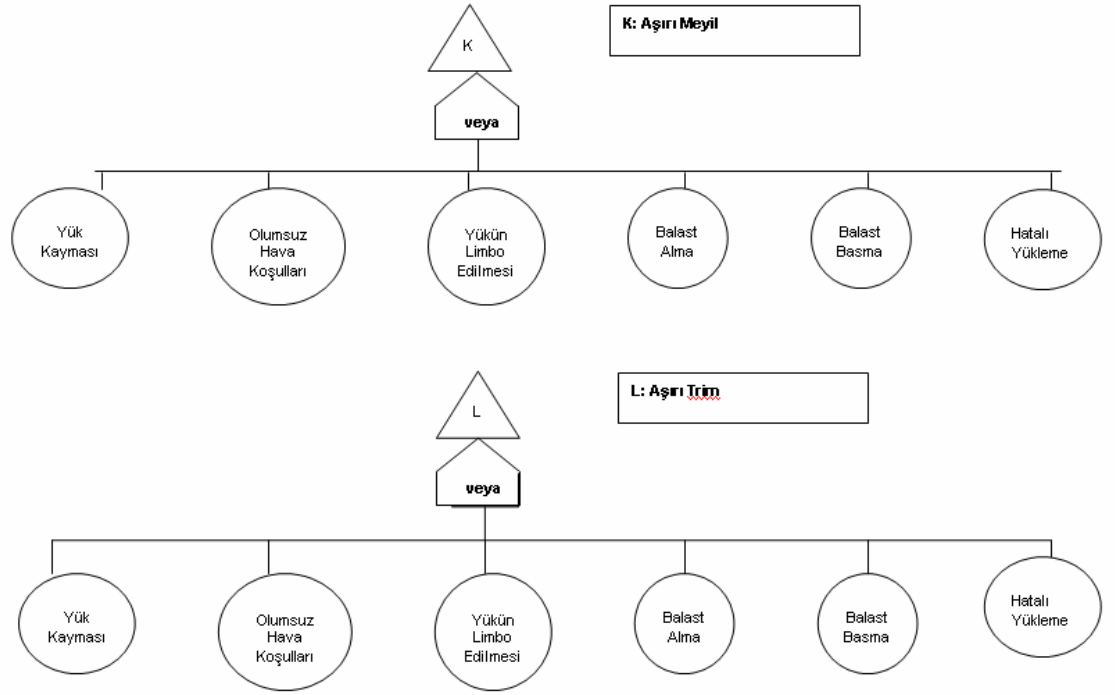 K
K: Aşırı Meyil
veya
Yük
Kayması
Olumsuz
Hava
Koşulları
Yükün
Limbo
Edilmesi
Balast
Alma
Balast
Basma
Hatalı
Yükleme
L
L: Aşırı Trim
veya
Yük
Kayması
Olumsuz
Hava
Koşulları
Yükün
Limbo
Edilmesi
Balast
Alma
Balast
Basma
Hatalı
Yükleme